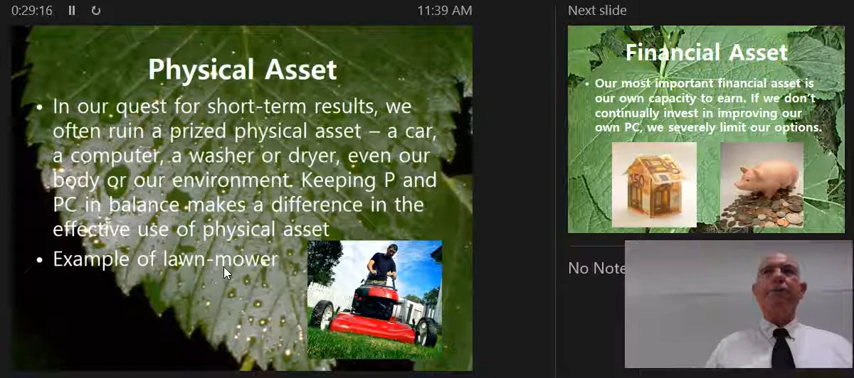 0:29:16
11:39 AM
Next slide
Physical Asset
• In our quest for short-term results, we
often ruin a prized physical asset – a car,
a computer, a washer or dryer, even our
body or our environment. Keeping P and
PC in balance makes a difference in the
effective use of physical asset
• Example of lawn-mower
Financial Asset
• Our most important financial asset is
our own capacity to earn. If we don't
continually invest in improving our
own PC, we severely limit our options.
No Note